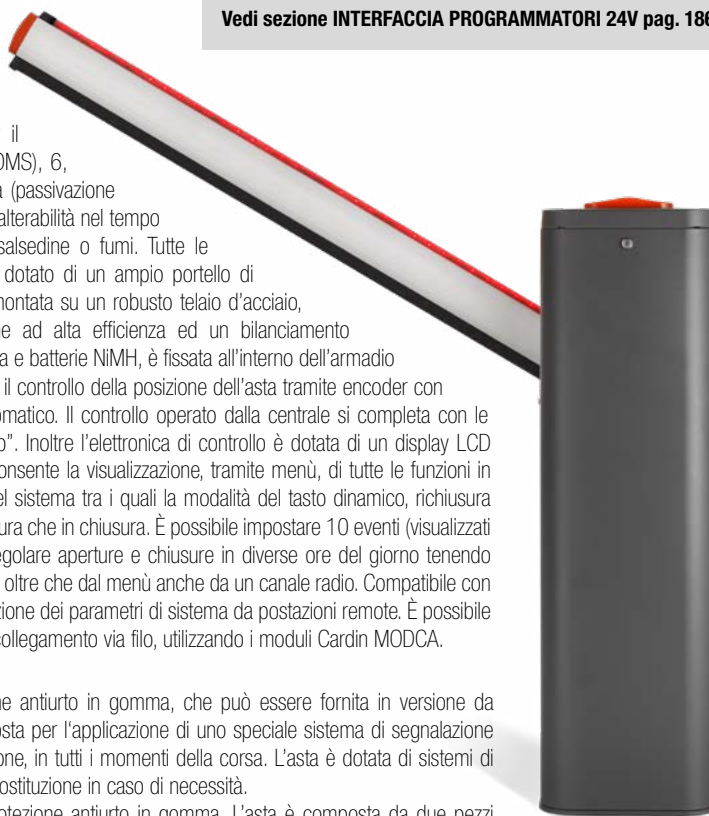 Vedi sezione INTERFACCIA PROGRAMMATORI 24V pag. 186
il
OMS), 6,
a (passivazione
alterabilità nel tempo
salsedine o fumi. Tutte le
dotato di un ampio portello di
montata su un robusto telaio d'acciaio,
ne ad alta efficienza ed un bilanciamento
a e batterie NiMH, è fissata all'interno dell'armadio
il controllo della posizione dell'asta tramite encoder con
omatico. Il controllo operato dalla centrale si completa con le
o". Inoltre l'elettronica di controllo è dotata di un display LCD
onsente la visualizzazione, tramite menù, di tutte le funzioni in
el sistema tra i quali la modalità del tasto dinamico, richiusura
ura che in chiusura. È possibile impostare 10 eventi (visualizzati
egolare aperture e chiusure in diverse ore del giorno tenendo
oltre che dal menù anche da un canale radio. Compatibile con
zione dei parametri di sistema da postazioni remote. È possibile
collegamento via filo, utilizzando i moduli Cardin MODCA.
ne antiurto in gomma, che può essere fornita in versione da
osta per l'applicazione di uno speciale sistema di segnalazione
one, in tutti i momenti della corsa. L'asta è dotata di sistemi di
ostituzione in caso di necessità.
otezione antiurto in gomma. L'asta è composta da due pezzi